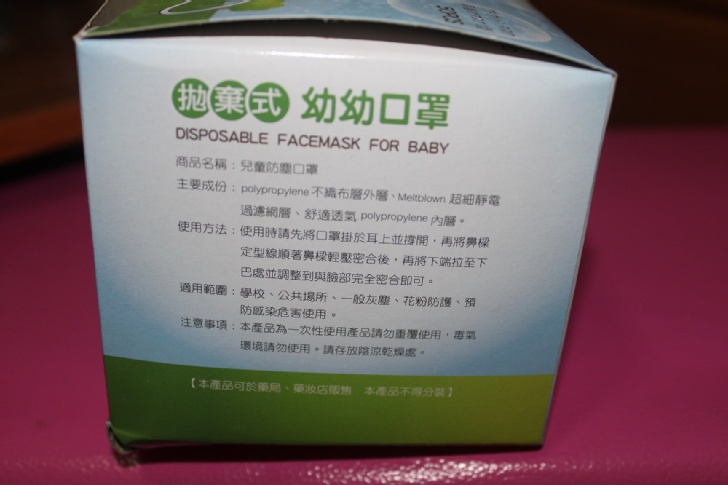 拋棄式 幼幼口罩
DISPOSABLE FACEMASK FOR BABY
商品名稱：兒童防塵口罩
主要成份：polypropylene不織布層外層、Meltblown 超細靜電
過濾網層、舒適透氣 polypropylene 內層。
使用方法：使用時請先將口罩掛於耳上並撐開，再將鼻樑
定型線順著鼻樑輕壓密合後，再將下端拉至下
巴處並調整到與臉部完全密合即可。
適用範圍：學校、公共場所、一般灰塵、花粉防護、預
防感染危害使用。
注意事項：本產品為一次性使用產品請勿重覆使用，毒氣
環境請勿使用。請存放陰涼乾燥處。
【本產品可於藥局、藥妝店販售 本產品不得分裝】